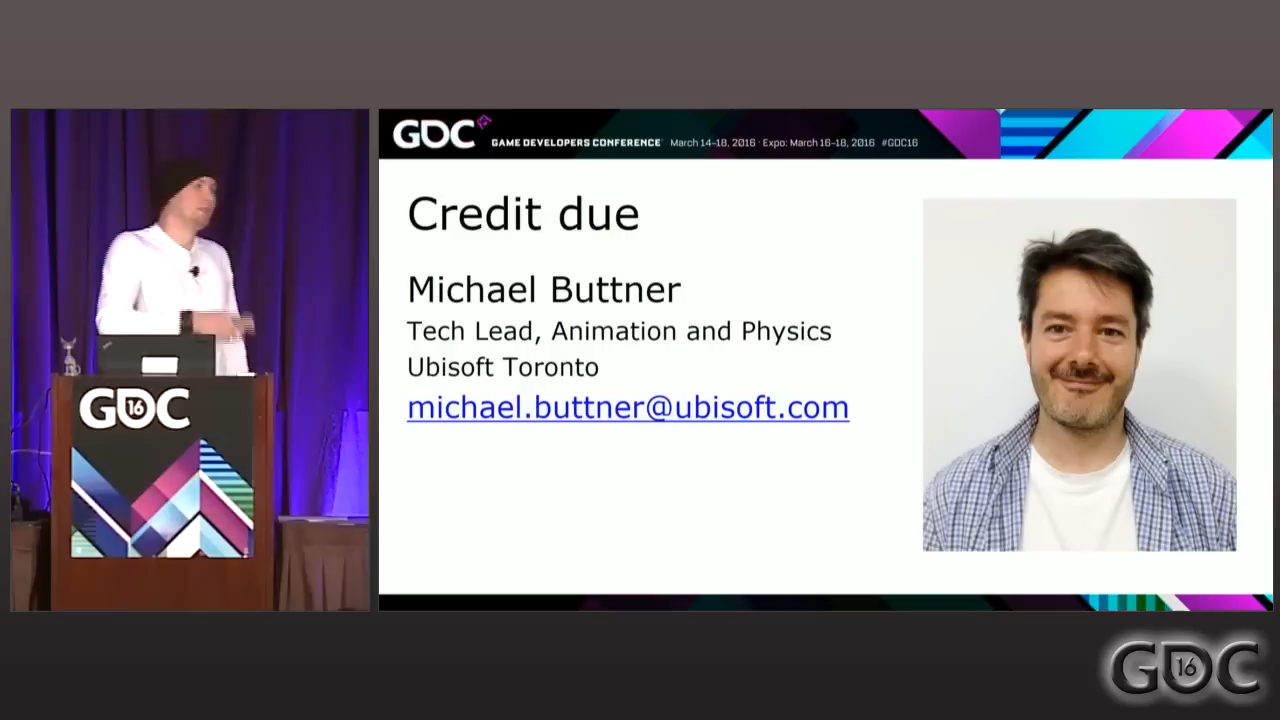 GDC
16
GDC
GAME DEVELOPERS CONFERENCE March 14–18, 2016 · Expo: March 16–18, 2016 #GDC16
Credit due
Michael Buttner
Tech Lead, Animation and Physics
Ubisoft Toronto
michael.buttner@ubisoft.com
GDC
16